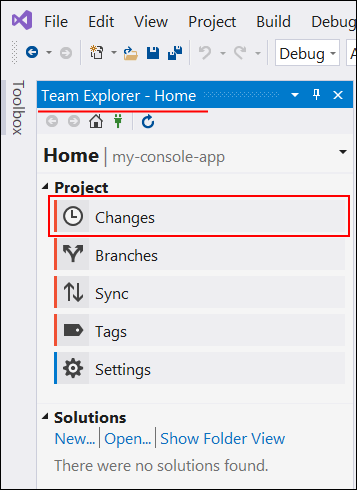 File Edit View Project Build Debu
Debug
Toolbox
Team Explorer - Home
Home | my-console-app
Project
Changes
Branches
Sync
Tags
Settings
Solutions
New... | Open... | Show Folder View
There were no solutions found.